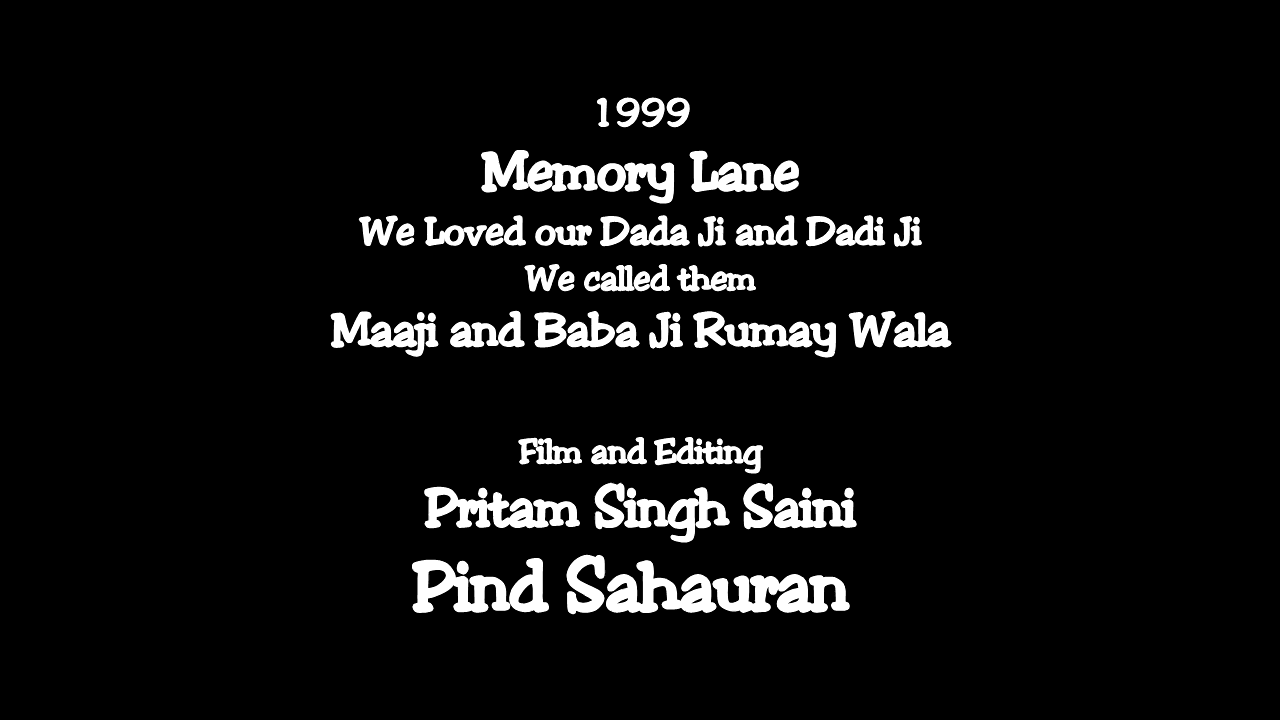 1999
Memory Lane
We Loved our Dada Ji and Dadi Ji
We called them
Maaji and Baba Ji Rumay Wala
Film and Editing
Pritam Singh Saini
Pind Sahauran